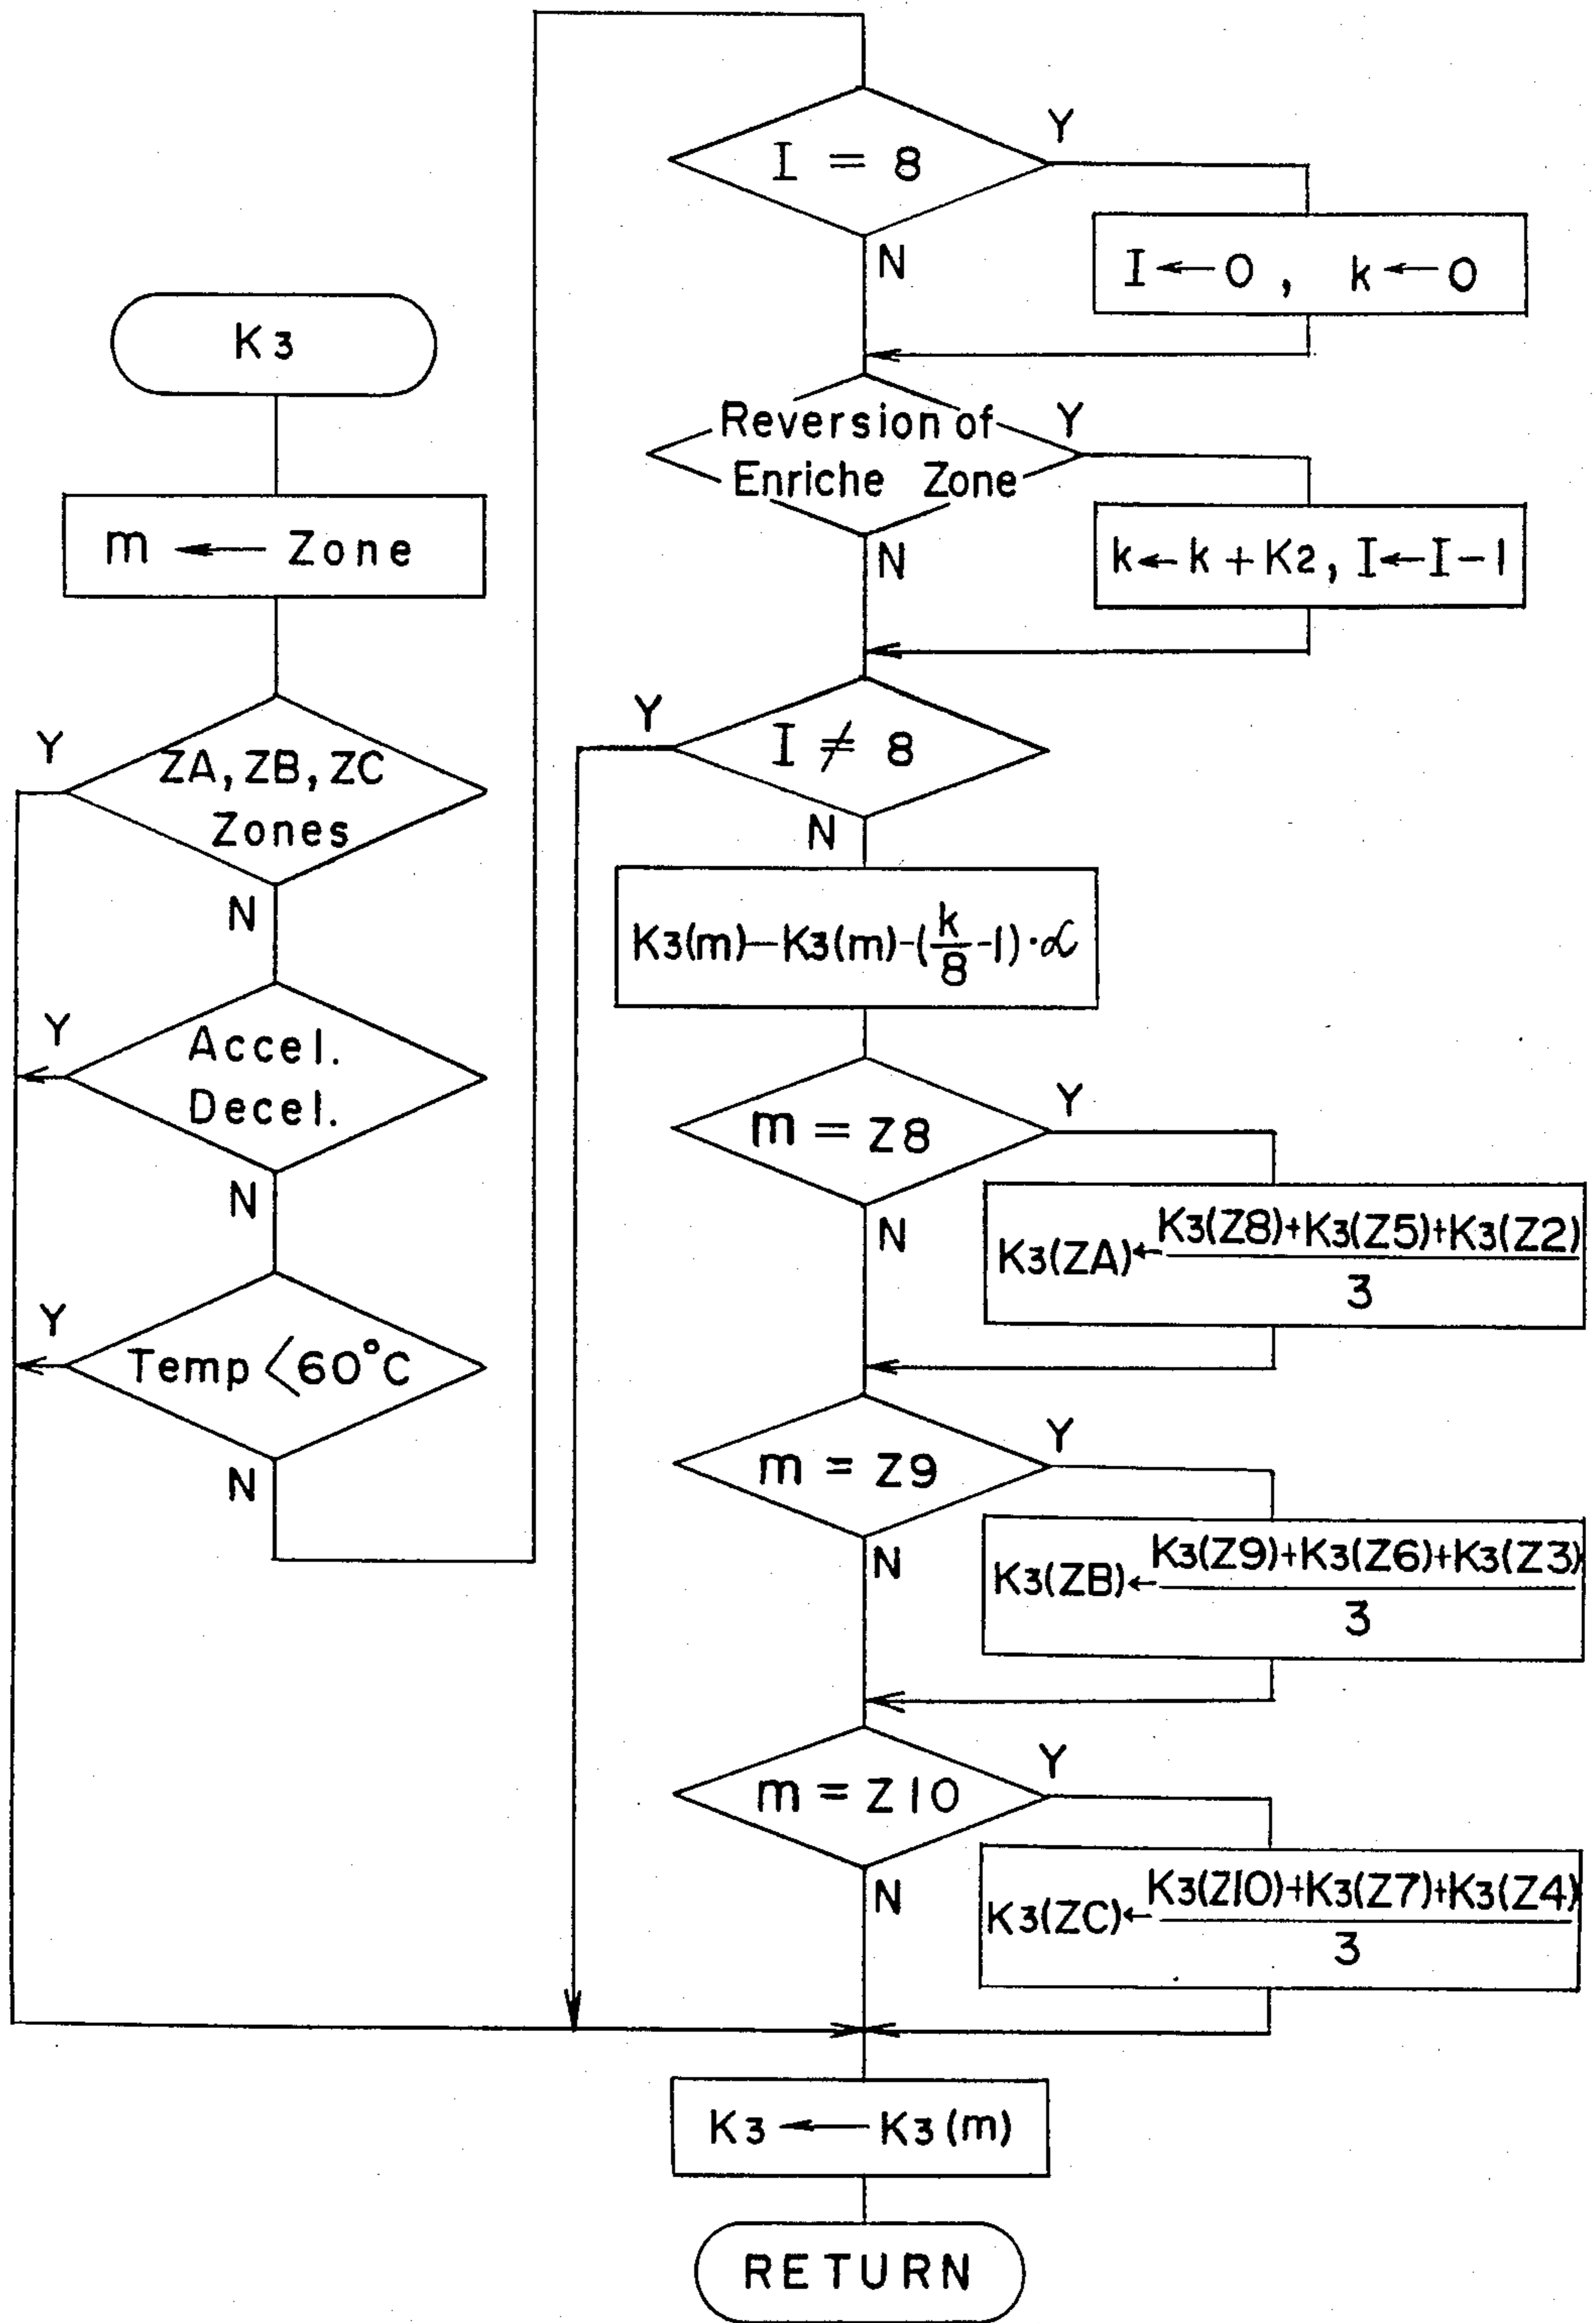 K3
m ← Zone
Y
ZA, ZB, ZC
Zones
N
Y
Accel.
Decel.
N
Y
Temp <60°C
N
I = 8
Y
N
I←0 , k←0
Reversion of
Enriche Zone
Y
N
k←k+K2, I←I-1
Y
I ≠ 8
N
K3(m)—K3(m)-(k/8-1)·α
m = Z8
Y
N
K3(ZA)←K3(Z8)+K3(Z5)+K3(Z2)
3
m = Z9
Y
N
K3(ZB)←K3(Z9)+K3(Z6)+K3(Z3)
3
m = Z10
Y
N
K3(ZC)←K3(Z10)+K3(Z7)+K3(Z4)
3
K3 ← K3(m)
RETURN